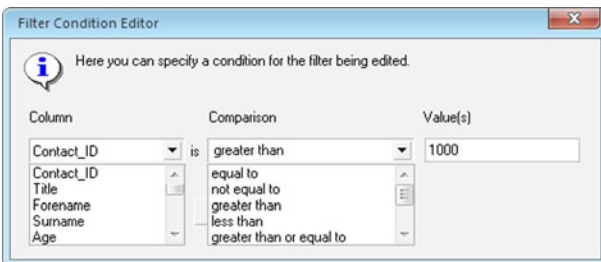 Filter Condition Editor
Here you can specify a condition for the filter being edited.
Column Comparison Value(s)
Contact_ID is greater than 1000
Contact_ID equal to
Title not equal to
Forename greater than
Surname less than
Age greater than or equal to